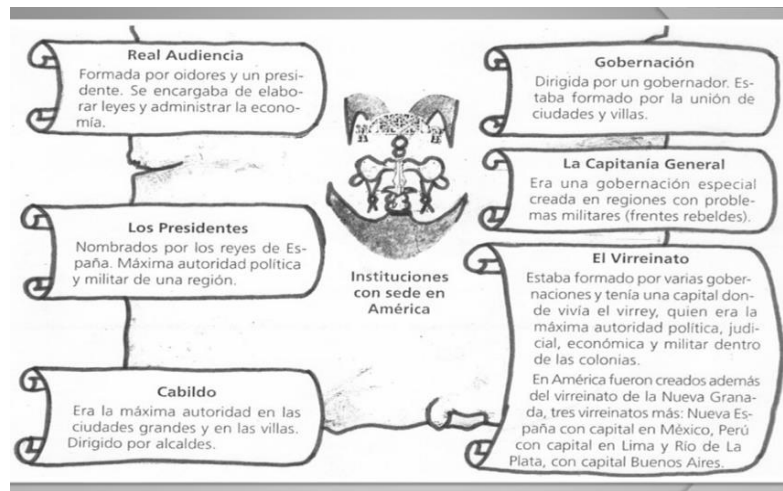 Real Audiencia
Formada por oidores y un presi-
dente. Se encargaba de elabo-
rar leyes y administrar la econo-
mía.
Los Presidentes
Nombrados por los reyes de Es-
paña. Máxima autoridad política
y militar de una región.
Cabildo
Era la máxima autoridad en las
ciudades grandes y en las villas.
Dirigido por alcaldes.
Instituciones
con sede en
América
Gobernación
Dirigida por un gobernador. Es-
taba formado por la unión de
ciudades y villas.
La Capitanía General
Era una gobernación especial
creada en regiones con proble-
mas militares (frentes rebeldes).
El Virreinato
Estaba formado por varias gober-
naciones y tenía una capital don-
de vivía el virrey, quien era la
máxima autoridad política, judi-
cial, económica y militar dentro
de las colonias.
En América fueron creados además
del virreinato de la Nueva Grana-
da, tres virreinatos más: Nueva Es-
paña con capital en México, Perú
con capital en Lima y Río de La
Plata, con capital Buenos Aires.